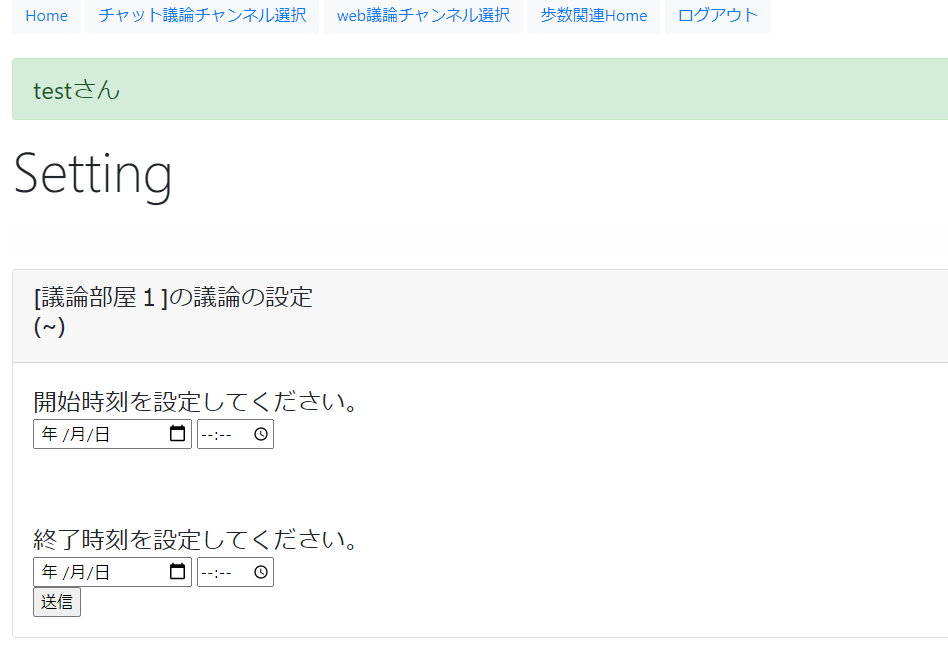 Home チャット議論チャンネル選択 web議論チャンネル選択 歩数関連Home ログアウト
testさん
Setting
[議論部屋１]の議論の設定
(~)
開始時刻を設定してください。
年 /月/日 --:--
終了時刻を設定してください。
年 /月/日 --:--
送信